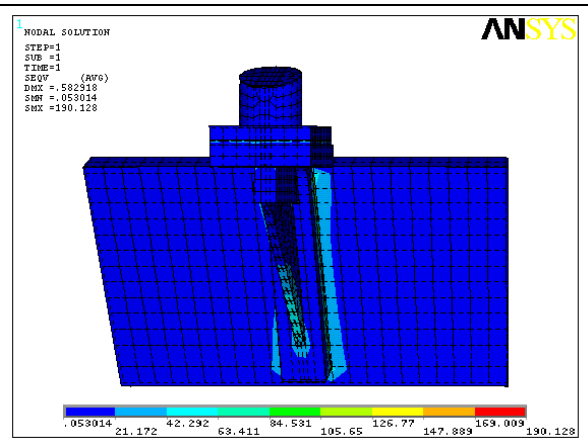 1
NODAL SOLUTION
ANSYS
STEP=1
SUB =1
TIME=1
SEQV (AVG)
DMX =.582918
SMN =.053014
SMX =190.128
.053014 42.292 84.531 126.77 169.009
21.172 63.411 105.65 147.889 190.128